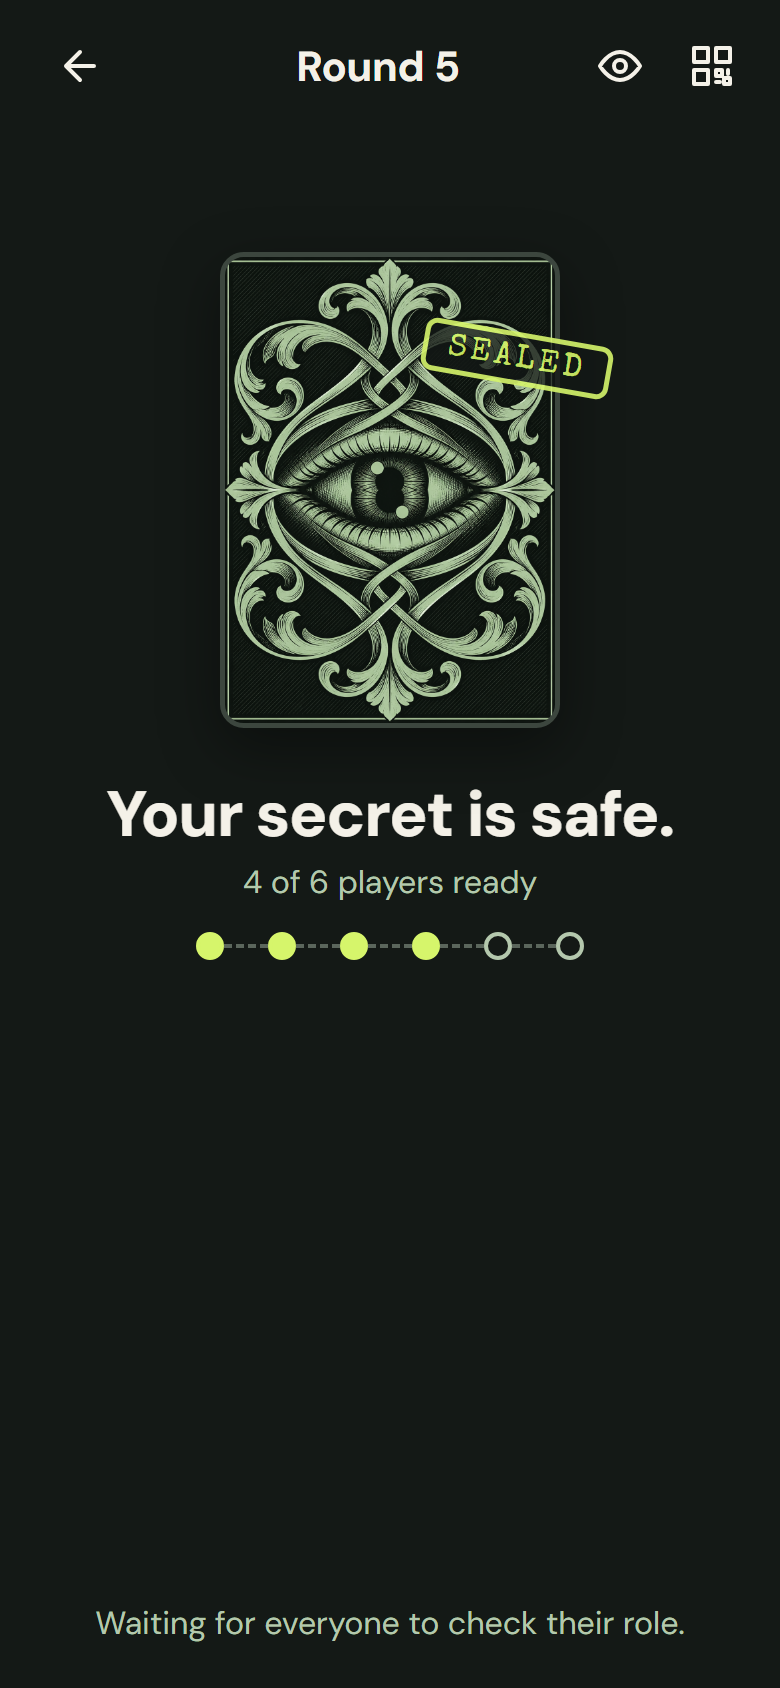 Round 5
SEALED
Your secret is safe.
4 of 6 players ready
Waiting for everyone to check their role.